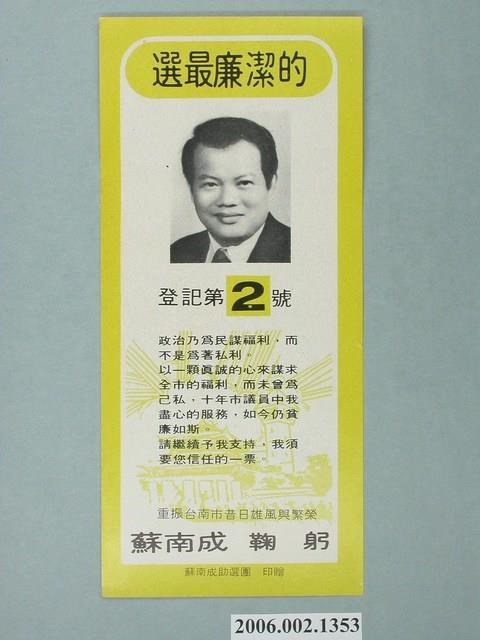 選最廉潔的
登記第2號
政治乃爲民謀福利，而
不是爲著私利。
以一顆眞誠的心來謀求
全市的福利，而未曾爲
己私，十年市議員中我
盡心的服務，如今仍貧
廉如斯。
請繼續予我支持，我須
要您信任的一票。
重振台南市昔日雄風與繁榮
蘇南成 鞠 躬
蘇南成助選團 印贈
2006.002.1353